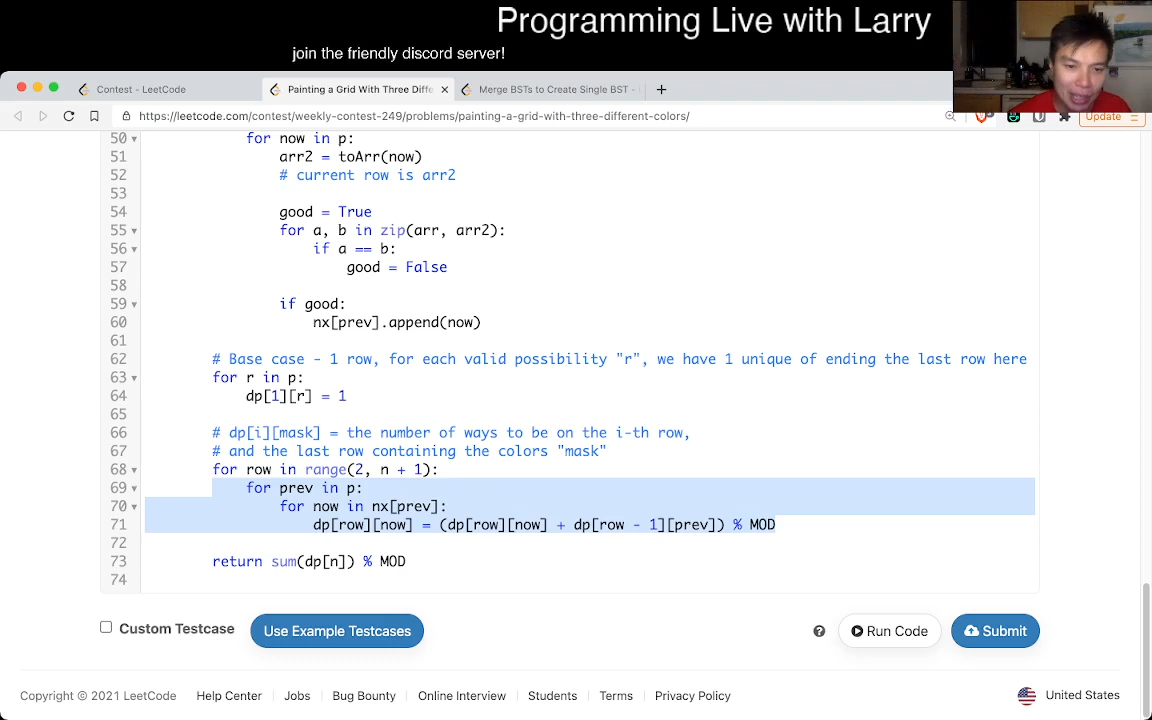 Programming Live with Larry
join the friendly discord server!
Contest - LeetCode
Painting a Grid With Three Diffe
Merge BSTs to Create Single BST -
https://leetcode.com/contest/weekly-contest-249/problems/painting-a-grid-with-three-different-colors/
Update
50 for now in p:
51 arr2 = toArr(now)
52 # current row is arr2
53
54 good = True
55 for a, b in zip(arr, arr2):
56 if a == b:
57 good = False
58
59 if good:
60 nx[prev].append(now)
61
62 # Base case - 1 row, for each valid possibility "r", we have 1 unique of ending the last row here
63 for r in p:
64 dp[1][r] = 1
65
66 # dp[i][mask] = the number of ways to be on the i-th row,
67 # and the last row containing the colors "mask"
68 for row in range(2, n + 1):
69 for prev in p:
70 for now in nx[prev]:
71 dp[row][now] = (dp[row][now] + dp[row - 1][prev]) % MOD
72
73 return sum(dp[n]) % MOD
74
Custom Testcase
Use Example Testcases
Run Code
Submit
Copyright © 2021 LeetCode
Help Center
Jobs
Bug Bounty
Online Interview
Students
Terms
Privacy Policy
United States